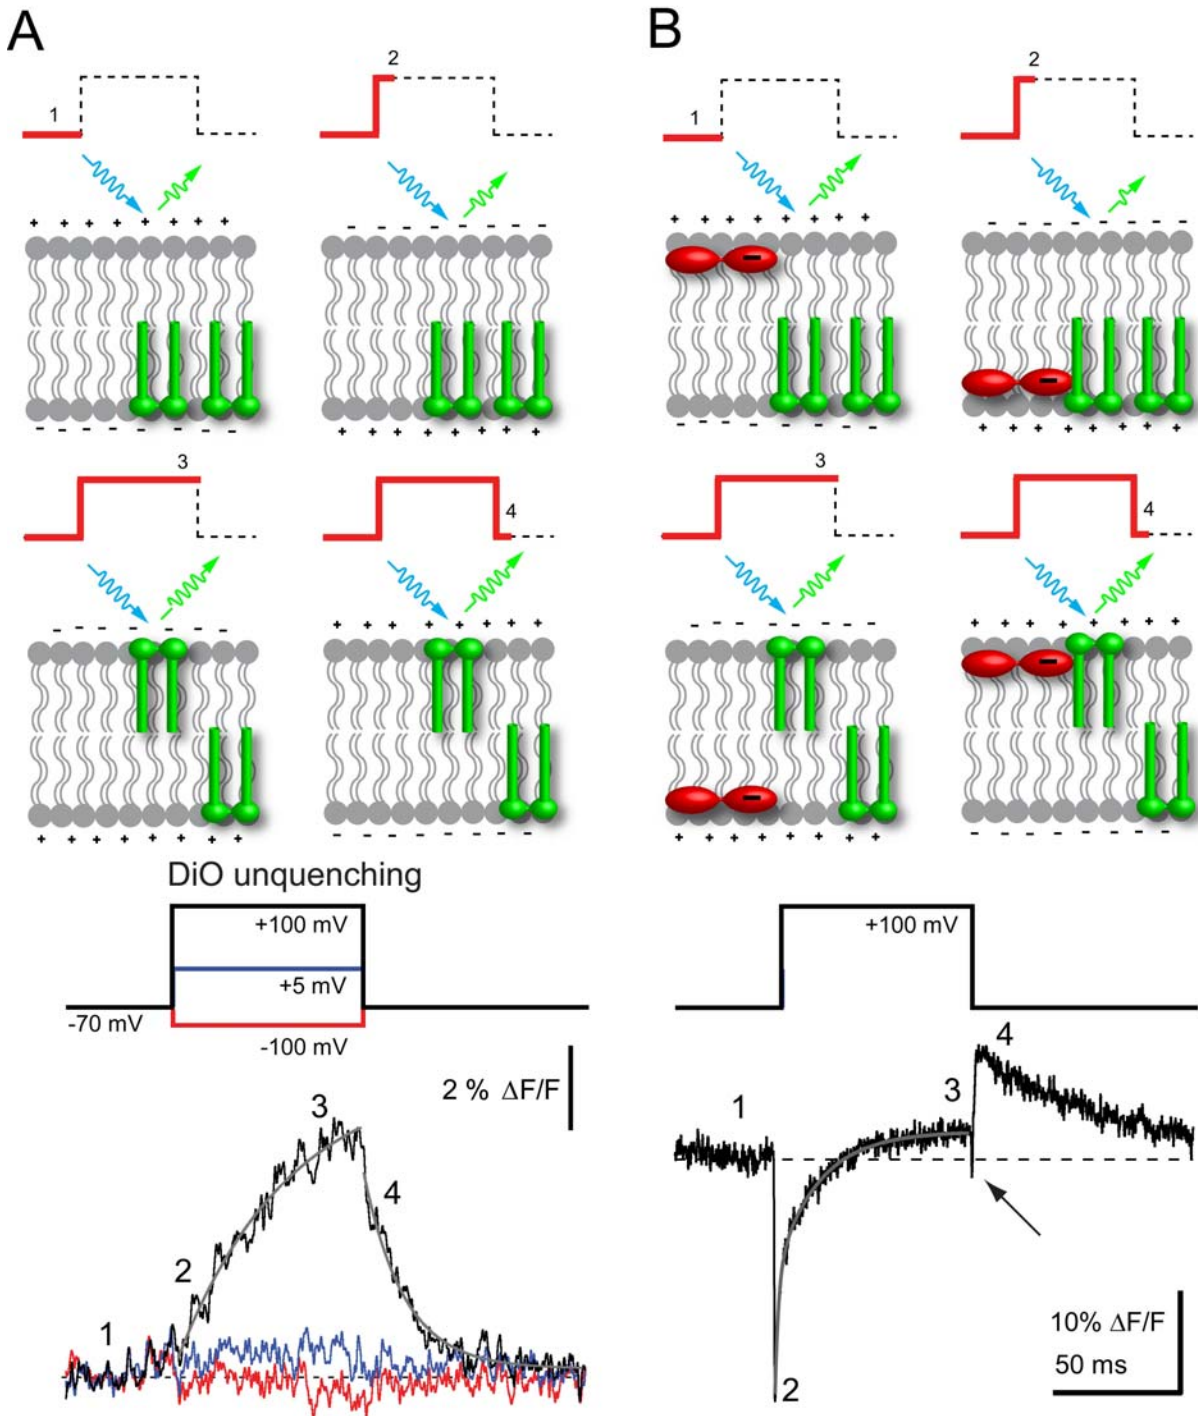 A
B
1
2
1
2
+ + + + + + + +
- - - - - - - -
+ + + + + + + +
- - - - - - - -
- - - - - - - -
+ + + + + + + +
- - - - - - - -
+ + + + + + + +
3
4
3
4
- - - - - - -
+ + + + + + + +
- - - - - - -
+ + + + + + + +
+ + + + + + + +
- - - - - - - -
+ + + + + + + +
- - - - - - - -
DiO unquenching
+100 mV
+5 mV
-70 mV
-100 mV
+100 mV
2 % ΔF/F
1
2
3
4
1
2
3
4
10% ΔF/F
50 ms